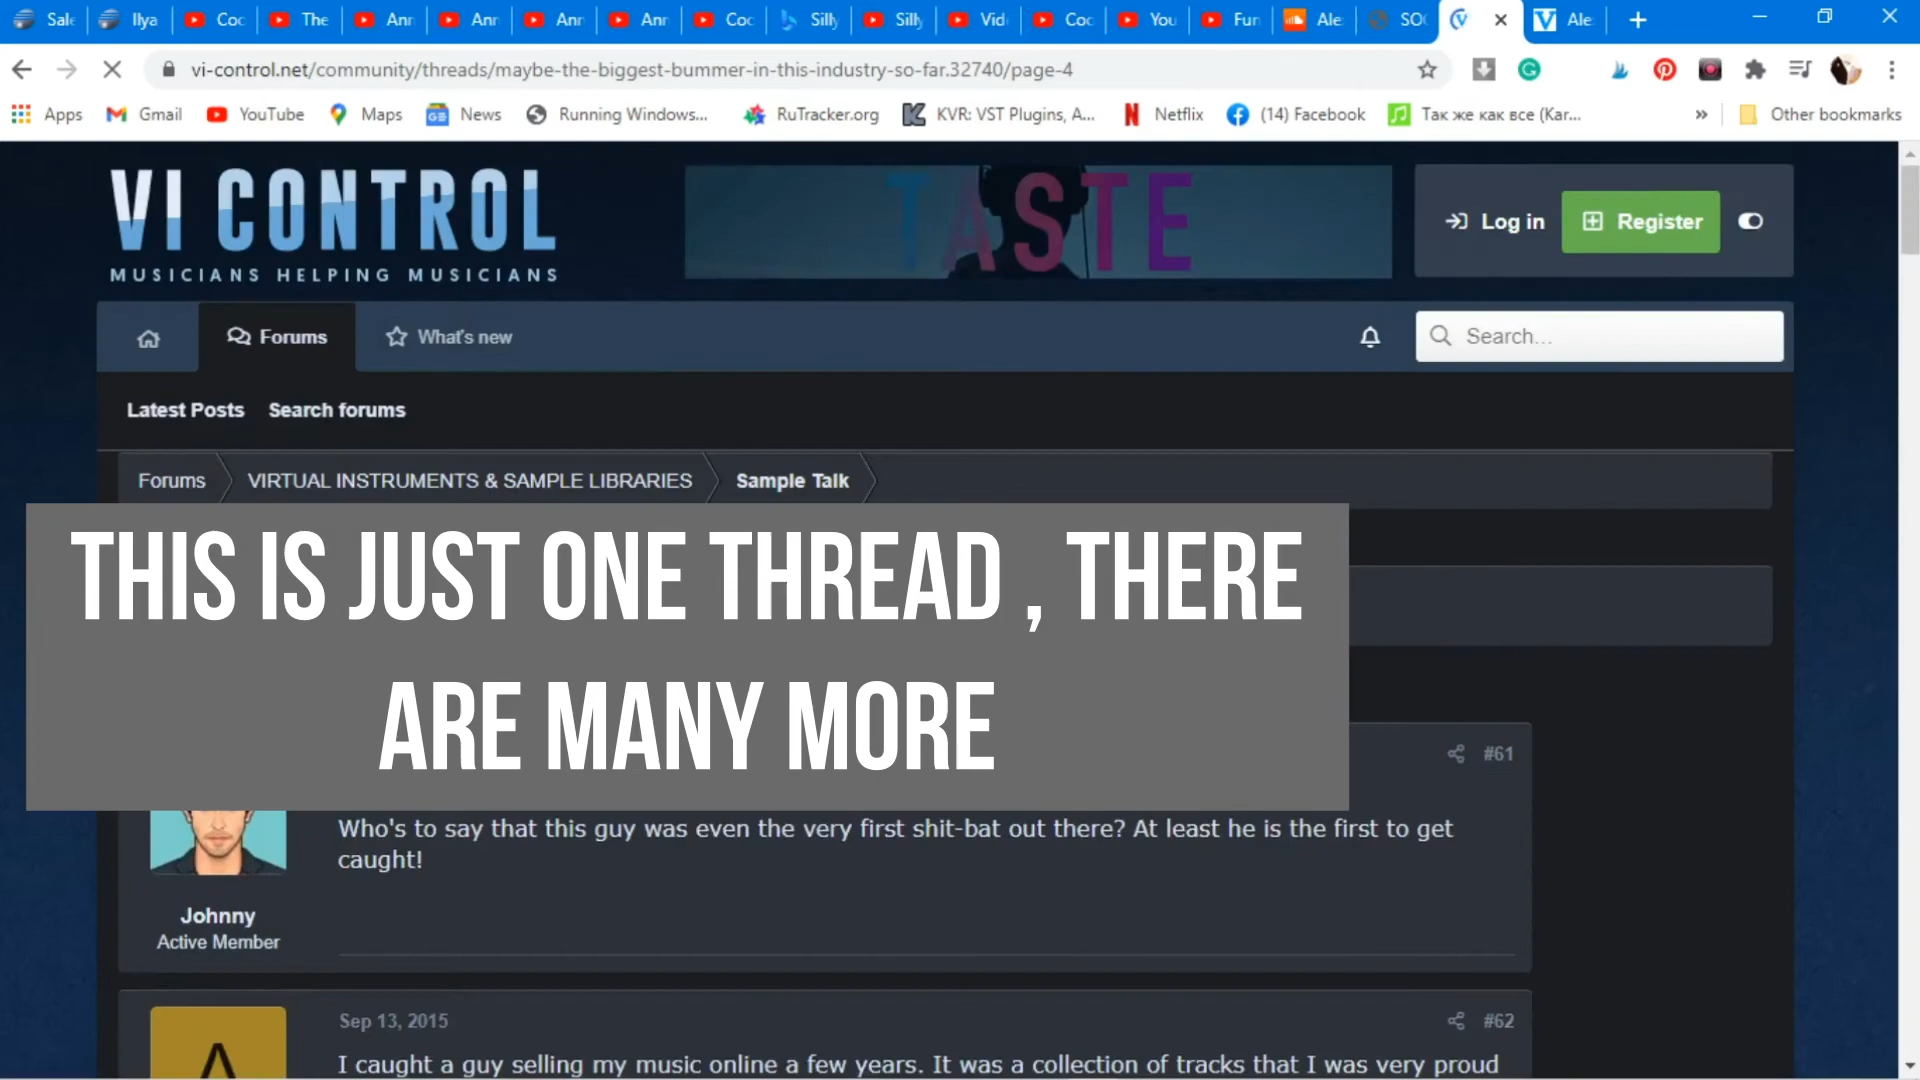 Sale
Ilya
Coc
The
Ann
Ann
Ann
Ann
Coc
Silly
Silly
Vid
Coc
You
Fun
Ale
SO
Ale
vi-control.net/community/threads/maybe-the-biggest-bummer-in-this-industry-so-far.32740/page-4
Apps Gmail YouTube Maps News Running Windows... RuTracker.org KVR: VST Plugins, A... Netflix (14) Facebook Так же как все (Kar... » Other bookmarks
VI CONTROL
MUSICIANS HELPING MUSICIANS
TASTE
Log in Register
Forums What's new Search...
Latest Posts Search forums
Forums VIRTUAL INSTRUMENTS & SAMPLE LIBRARIES Sample Talk
THIS IS JUST ONE THREAD , THERE
ARE MANY MORE
#61
Who's to say that this guy was even the very first shit-bat out there? At least he is the first to get
caught!
Johnny
Active Member
Sep 13, 2015 #62
A
I caught a guy selling my music online a few years. It was a collection of tracks that I was very proud